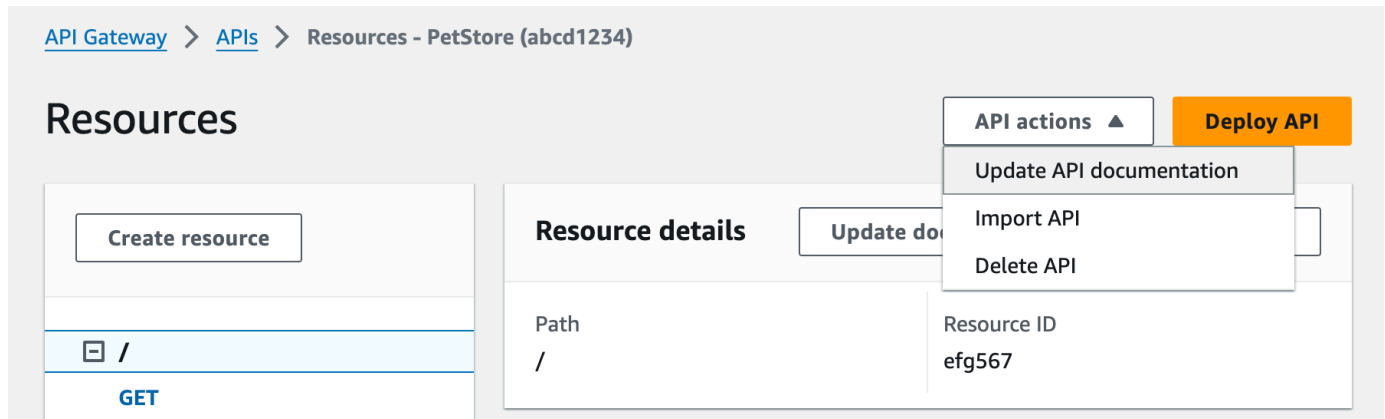 API Gateway > APIs > Resources - PetStore (abcd1234)
Resources
API actions ▲
Deploy API
Update API documentation
Import API
Delete API
Create resource
Resource details
Update
Path
/
Resource ID
efg567
/
GET